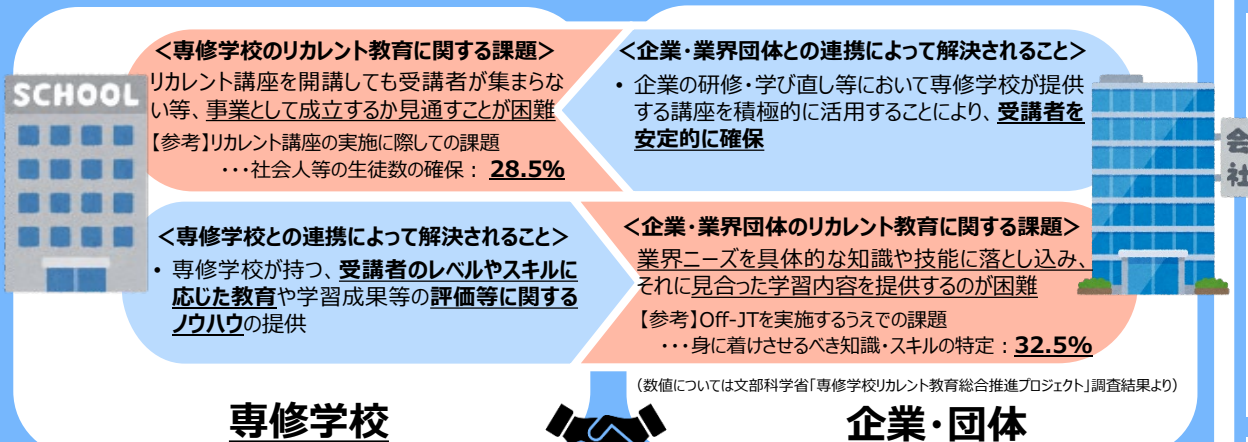 SCHOOL
<専修学校のリカレント教育に関する課題>
リカレント講座を開講しても受講者が集まらな
い等、事業として成立するか見通すことが困難
【参考】リカレント講座の実施に際しての課題
・・・社会人等の生徒数の確保： 28.5%
<企業・業界団体との連携によって解決されること>
• 企業の研修・学び直し等において専修学校が提供
する講座を積極的に活用することにより、受講者を
安定的に確保
会社
<専修学校との連携によって解決されること>
• 専修学校が持つ、受講者のレベルやスキルに
応じた教育や学習成果等の評価等に関する
ノウハウの提供
<企業・業界団体のリカレント教育に関する課題>
業界ニーズを具体的な知識や技能に落とし込み、
それに見合った学習内容を提供するのが困難
【参考】Off-JTを実施するうえでの課題
・・・身に着けさせるべき知識・スキルの特定：32.5%
（数値については文部科学省「専修学校リカレント教育総合推進プロジェクト」調査結果より）
専修学校
企業・団体